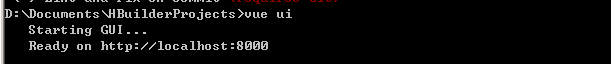 D:\Documents\HBuilderProjects>vue ui
Starting GUI...
Ready on http://localhost:8000